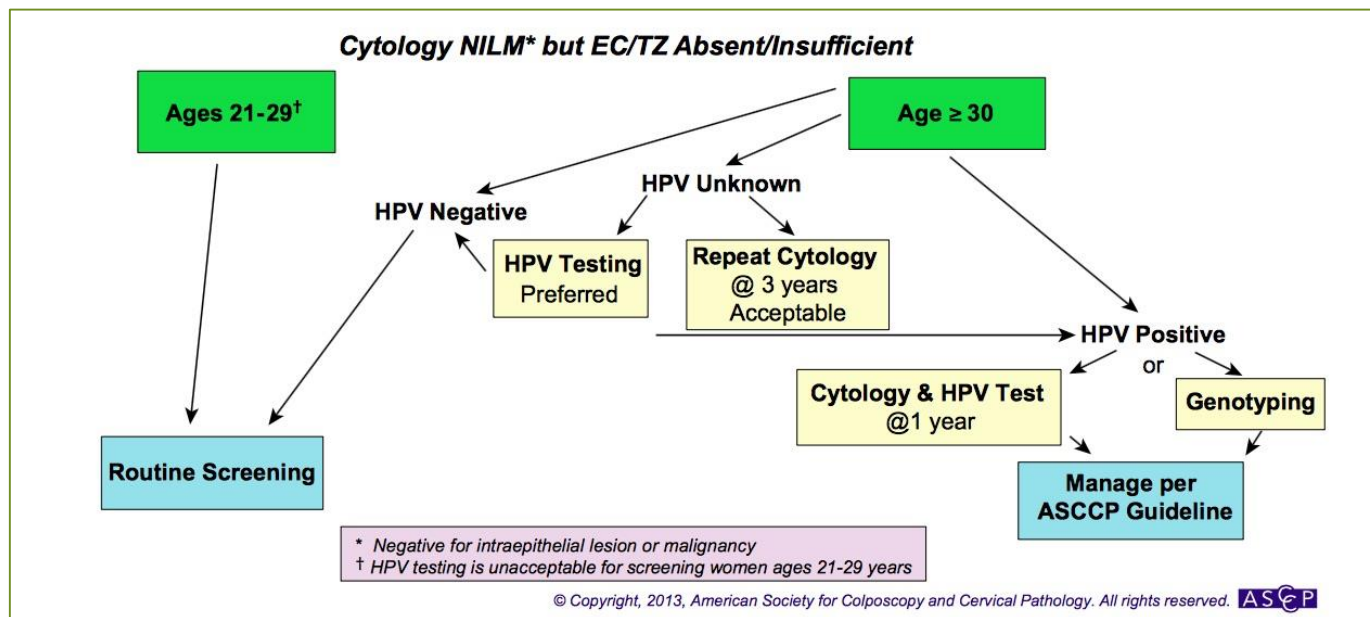 Cytology NILM* but EC/TZ Absent/Insufficient
Ages 21-29†
Age ≥ 30
HPV Unknown
HPV Negative
HPV Testing
Preferred
Repeat Cytology
@ 3 years
Acceptable
HPV Positive
or
Cytology & HPV Test
@1 year
Genotyping
Routine Screening
Manage per
ASCCP Guideline
* Negative for intraepithelial lesion or malignancy
† HPV testing is unacceptable for screening women ages 21-29 years
© Copyright, 2013, American Society for Colposcopy and Cervical Pathology. All rights reserved. ASCCP